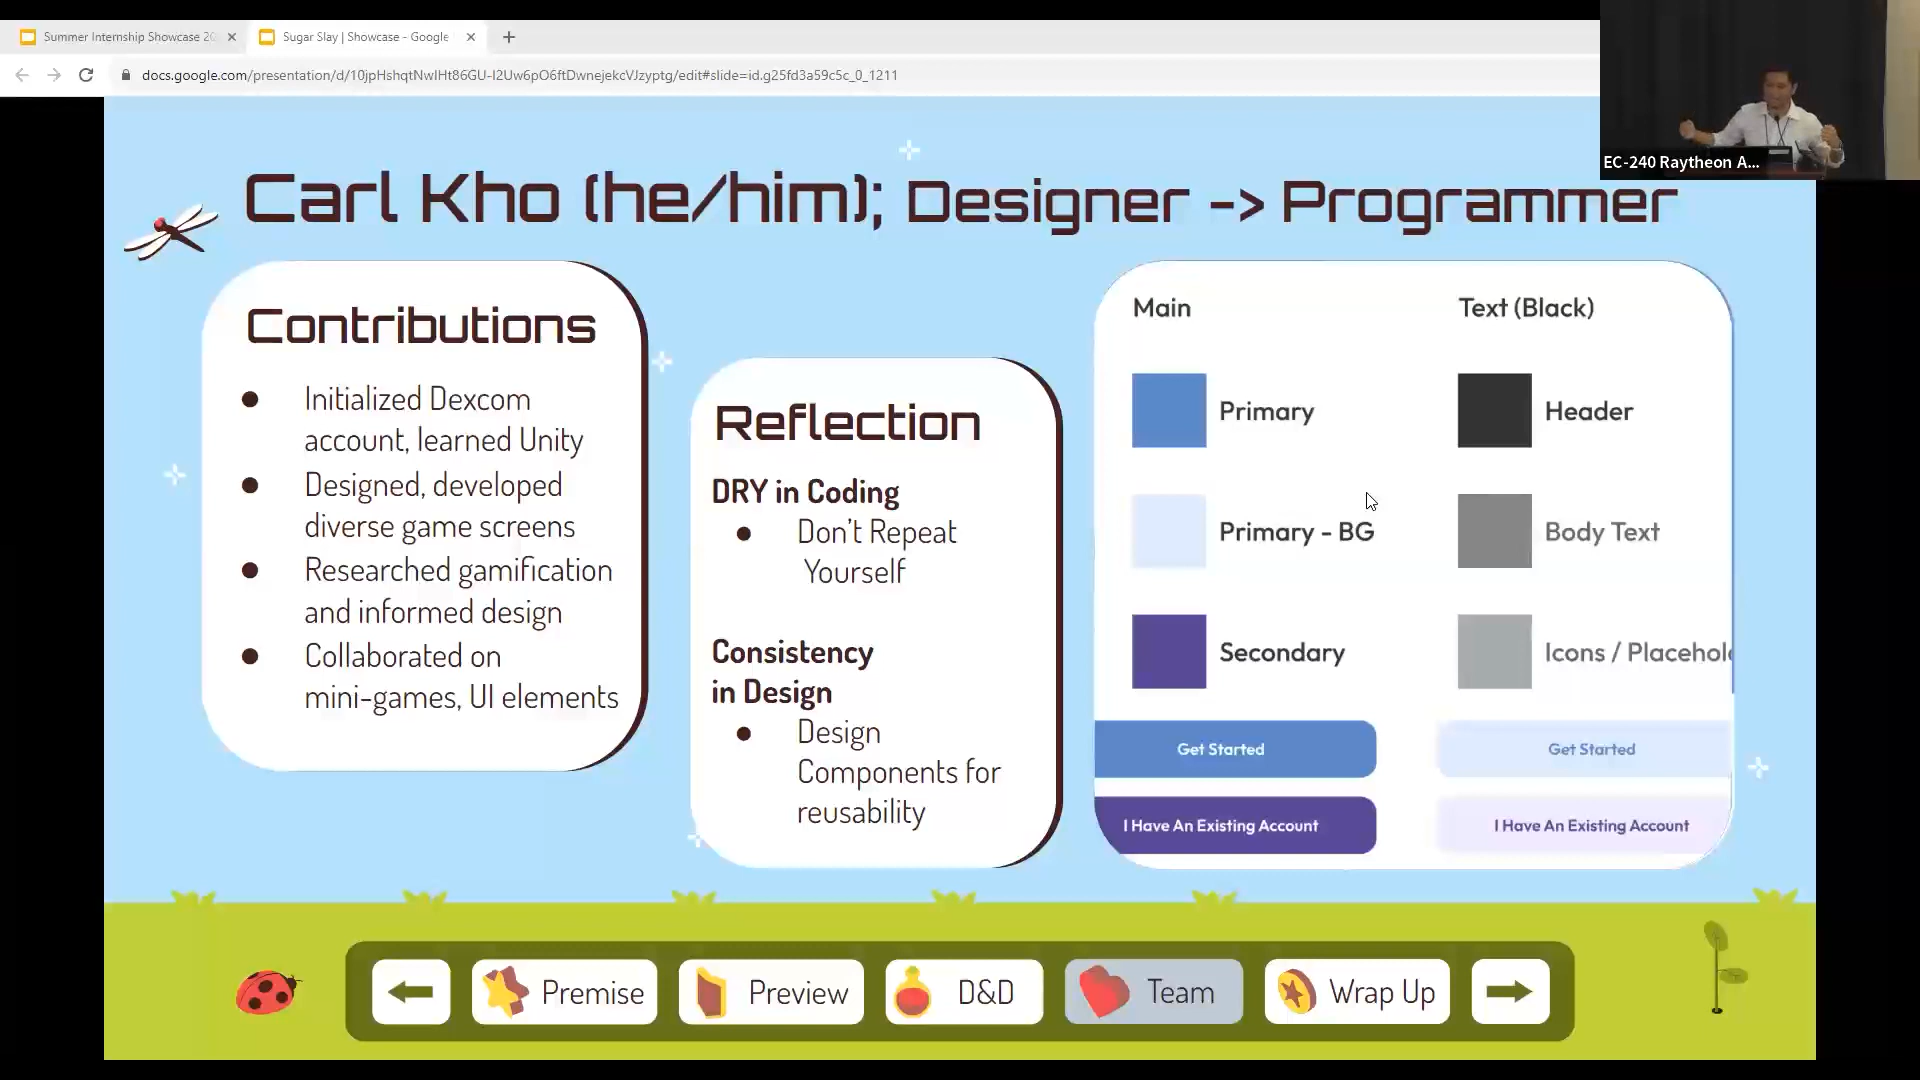 Summer Internship Showcase 20
Sugar Slay | Showcase - Google
docs.google.com/presentation/d/10jpHshqtNwIHt86GU-I2Uw6pO6ftDwnejekcVJzyptg/edit#slide=id.g25fd3a59c5c_0_1211
EC-240 Raytheon A...
Carl Kho (he/him); Designer -> Programmer
Contributions
● Initialized Dexcom
account, learned Unity
● Designed, developed
diverse game screens
● Researched gamification
and informed design
● Collaborated on
mini-games, UI elements
Reflection
DRY in Coding
● Don't Repeat
Yourself
Consistency
in Design
● Design
Components for
reusability
Main
Text (Black)
Primary
Header
Primary - BG
Body Text
Secondary
Icons / Placehol
Get Started
Get Started
I Have An Existing Account
I Have An Existing Account
Premise
Preview
D&D
Team
Wrap Up